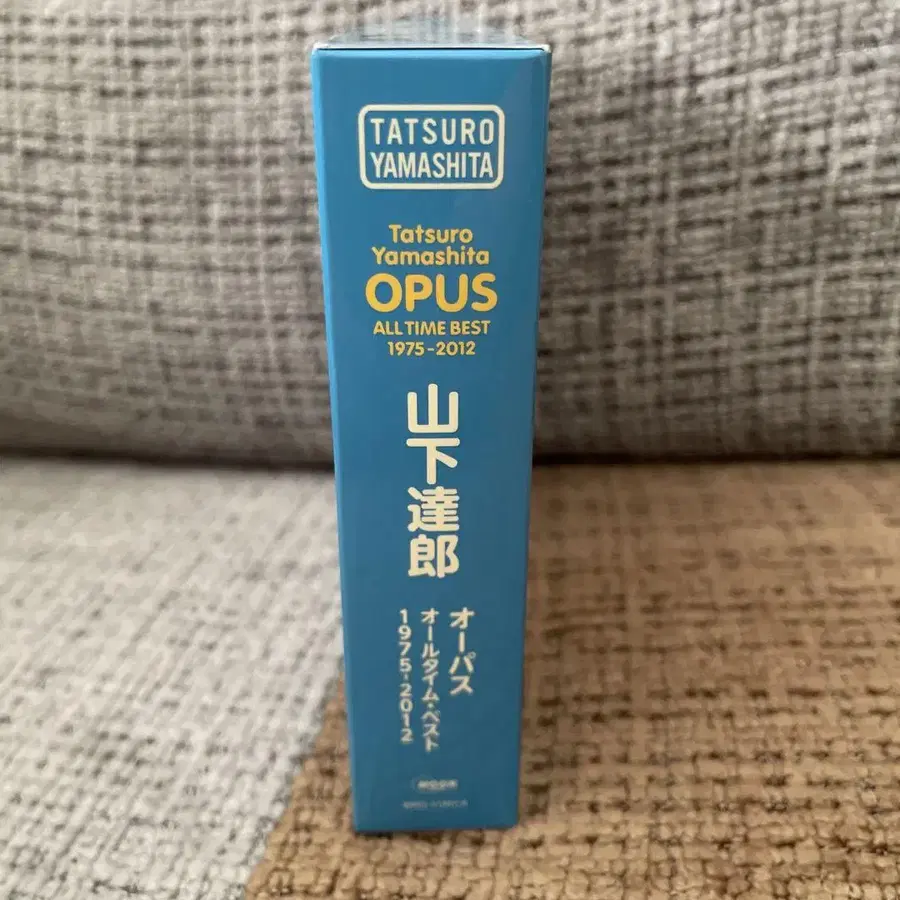 TATSURO
YAMASHITA
Tatsuro
Yamashita
OPUS
ALL TIME BEST
1975-2012
山下達郎
オーパス
オールタイム・ベスト
1975-2012
MOON